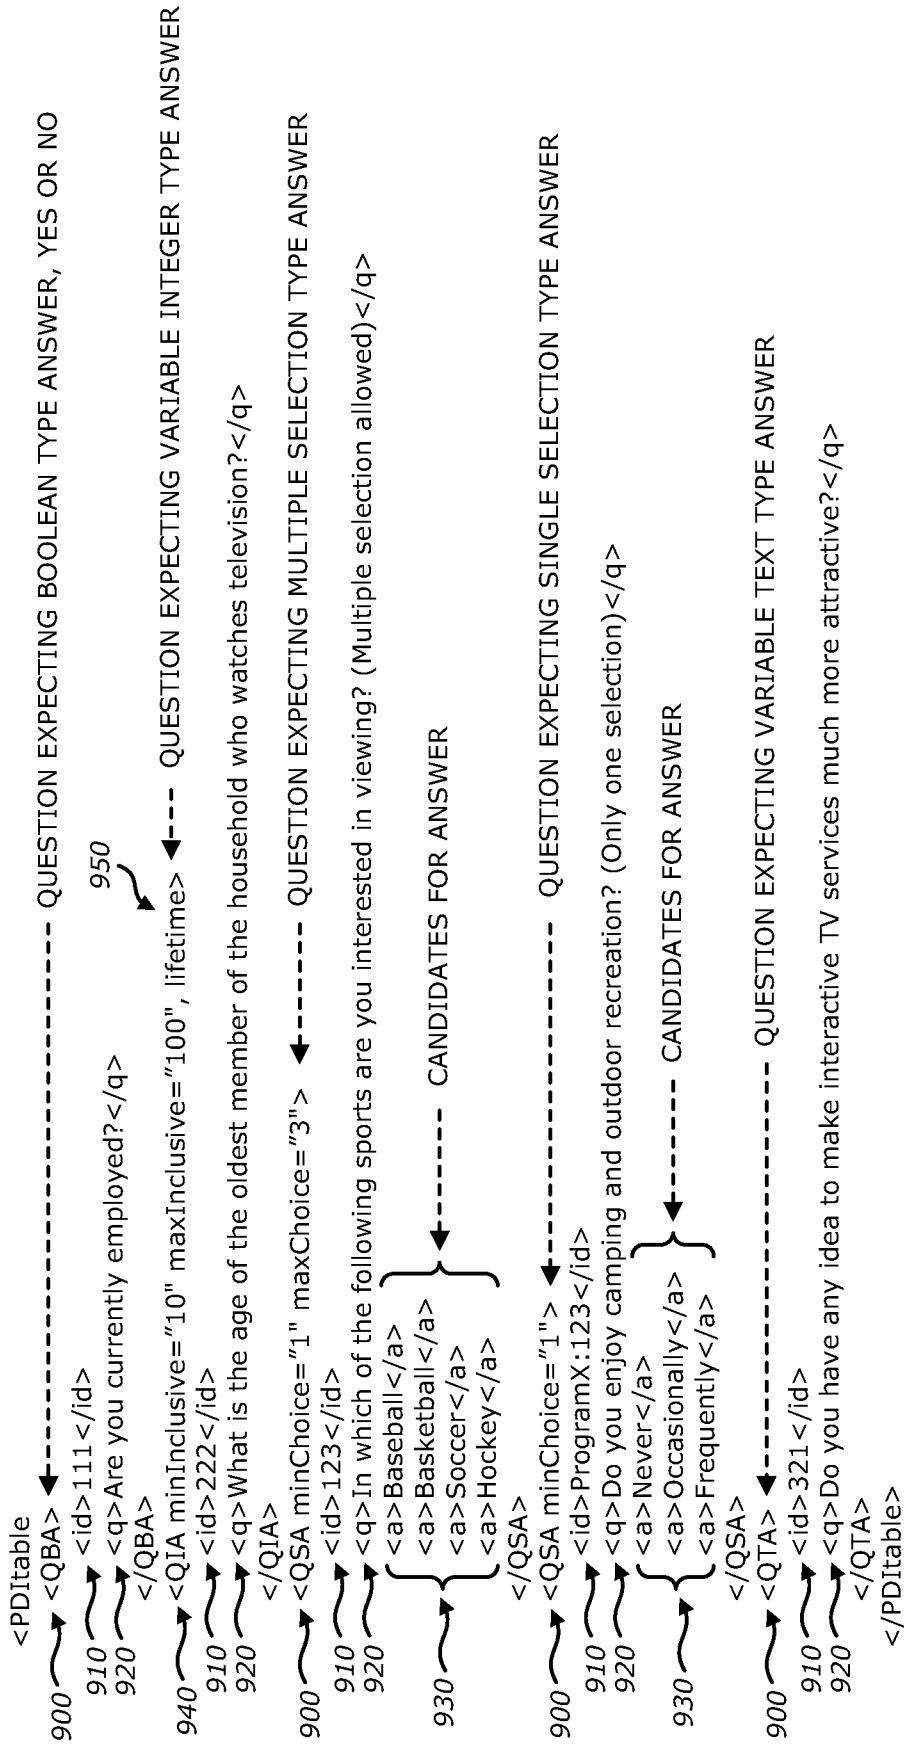 <PDItable
900 <QBA> QUESTION EXPECTING BOOLEAN TYPE ANSWER, YES OR NO
910 <id>111</id>
920 <q>Are you currently employed?</q>
</QBA>
950
940 <QIA minInclusive="10" maxInclusive="100", lifetime> QUESTION EXPECTING VARIABLE INTEGER TYPE ANSWER
910 <id>222</id>
920 <q>What is the age of the oldest member of the household who watches television?</q>
</QIA>
900 <QSA minChoice="1" maxChoice="3"> QUESTION EXPECTING MULTIPLE SELECTION TYPE ANSWER
910 <id>123</id>
920 <q>In which of the following sports are you interested in viewing? (Multiple selection allowed)</q>
<a>Baseball</a>
<a>Basketball</a>
930 CANDIDATES FOR ANSWER
<a>Soccer</a>
<a>Hockey</a>
</QSA>
900 <QSA minChoice="1"> QUESTION EXPECTING SINGLE SELECTION TYPE ANSWER
910 <id>ProgramX:123</id>
920 <q>Do you enjoy camping and outdoor recreation? (Only one selection)</q>
<a>Never</a>
930 <a>Occasionally</a> CANDIDATES FOR ANSWER
<a>Frequently</a>
</QSA>
900 <QTA> QUESTION EXPECTING VARIABLE TEXT TYPE ANSWER
910 <id>321</id>
920 <q>Do you have any idea to make interactive TV services much more attractive?</q>
</QTA>
</PDItable>